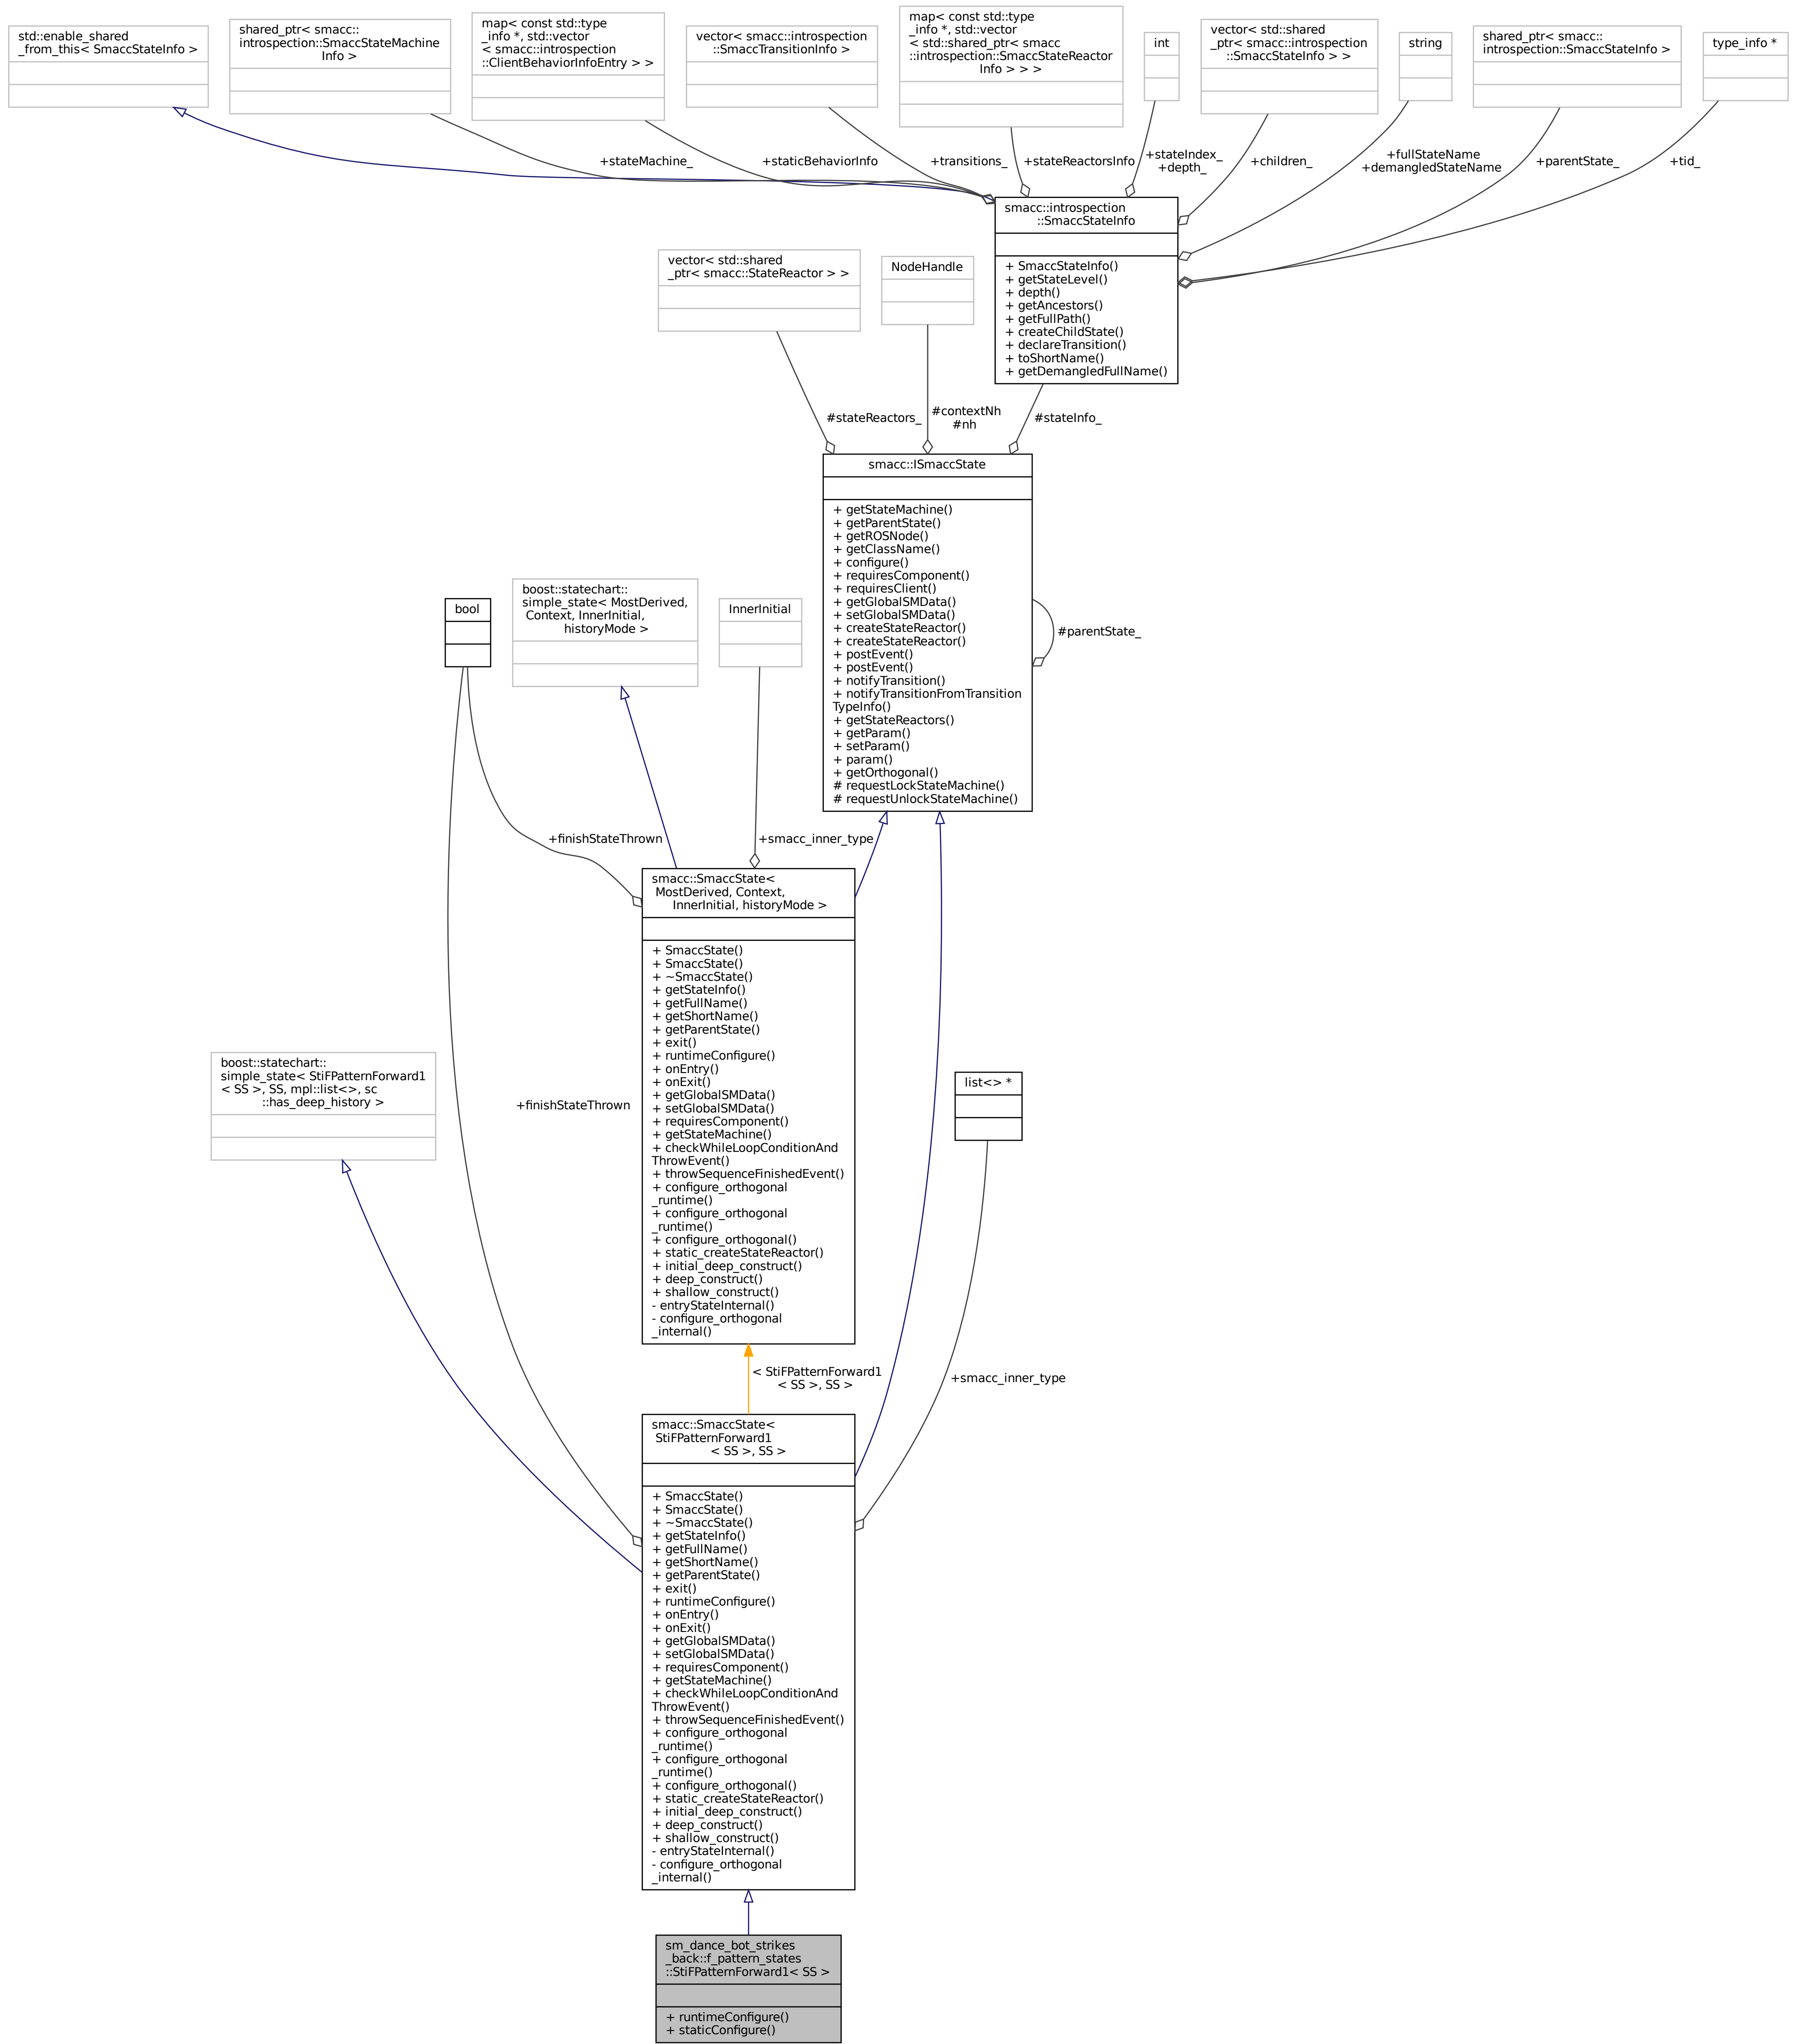 std::enable_shared
_from_this< SmaccStateInfo >
shared_ptr< smacc::
introspection::SmaccStateMachine
Info >
map< const std::type
_info *, std::vector
< smacc::introspection
::ClientBehaviorInfoEntry > >
vector< smacc::introspection
::SmaccTransitionInfo >
map< const std::type
_info *, std::vector
< std::shared_ptr< smacc
::introspection::SmaccStateReactor
Info > > >
int
vector< std::shared
_ptr< smacc::introspection
::SmaccStateInfo > >
string
shared_ptr< smacc::
introspection::SmaccStateInfo >
type_info *
+stateMachine_
+staticBehaviorInfo
+transitions_
+stateReactorsInfo
+stateIndex_
+depth_
+children_
+fullStateName
+demangledStateName
+parentState_
+tid_
smacc::introspection
::SmaccStateInfo
+ SmaccStateInfo()
+ getStateLevel()
+ depth()
+ getAncestors()
+ getFullPath()
+ createChildState()
+ declareTransition()
+ toShortName()
+ getDemangledFullName()
vector< std::shared
_ptr< smacc::StateReactor > >
NodeHandle
#stateReactors_
#contextNh
#nh
#stateInfo_
smacc::ISmaccState
+ getStateMachine()
+ getParentState()
+ getROSNode()
+ getClassName()
+ configure()
+ requiresComponent()
+ requiresClient()
+ getGlobalSMData()
+ setGlobalSMData()
+ createStateReactor()
+ createStateReactor()
+ postEvent()
+ postEvent()
+ notifyTransition()
+ notifyTransitionFromTransition
TypeInfo()
+ getStateReactors()
+ getParam()
+ setParam()
+ param()
+ getOrthogonal()
# requestLockStateMachine()
# requestUnlockStateMachine()
#parentState_
bool
boost::statechart::
simple_state< MostDerived,
Context, InnerInitial,
historyMode >
InnerInitial
+finishStateThrown
+smacc_inner_type
smacc::SmaccState<
MostDerived, Context,
InnerInitial, historyMode >
+ SmaccState()
+ SmaccState()
+ ~SmaccState()
+ getStateInfo()
+ getFullName()
+ getShortName()
+ getParentState()
+ exit()
+ runtimeConfigure()
+ onEntry()
+ onExit()
+ getGlobalSMData()
+ setGlobalSMData()
+ requiresComponent()
+ getStateMachine()
+ checkWhileLoopConditionAnd
ThrowEvent()
+ throwSequenceFinishedEvent()
+ configure_orthogonal
_runtime()
+ configure_orthogonal
_runtime()
+ configure_orthogonal()
+ static_createStateReactor()
+ initial_deep_construct()
+ deep_construct()
+ shallow_construct()
- entryStateInternal()
- configure_orthogonal
_internal()
boost::statechart::
simple_state< StiFPatternForward1
< SS >, SS, mpl::list<>, sc
::has_deep_history >
+finishStateThrown
list<> *
< StiFPatternForward1
< SS >, SS >
+smacc_inner_type
smacc::SmaccState<
StiFPatternForward1
< SS >, SS >
+ SmaccState()
+ SmaccState()
+ ~SmaccState()
+ getStateInfo()
+ getFullName()
+ getShortName()
+ getParentState()
+ exit()
+ runtimeConfigure()
+ onEntry()
+ onExit()
+ getGlobalSMData()
+ setGlobalSMData()
+ requiresComponent()
+ getStateMachine()
+ checkWhileLoopConditionAnd
ThrowEvent()
+ throwSequenceFinishedEvent()
+ configure_orthogonal
_runtime()
+ configure_orthogonal
_runtime()
+ configure_orthogonal()
+ static_createStateReactor()
+ initial_deep_construct()
+ deep_construct()
+ shallow_construct()
- entryStateInternal()
- configure_orthogonal
_internal()
sm_dance_bot_strikes
_back::f_pattern_states
::StiFPatternForward1< SS >
+ runtimeConfigure()
+ staticConfigure()